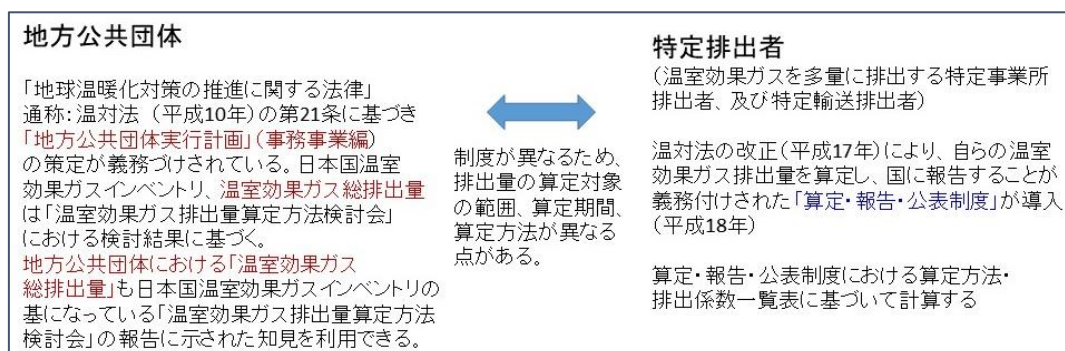 地方公共団体
「地球温暖化対策の推進に関する法律」
通称：温対法 （平成10年）の第21条に基づき
「地方公共団体実行計画」（事務事業編）
の策定が義務づけされている。日本国温室
効果ガスインベントリ、温室効果ガス総排出量
は「温室効果ガス排出量算定方法検討会」
における検討結果に基づく。
地方公共団体における「温室効果ガス
総排出量」も日本国温室効果ガスインベントリの
基になっている「温室効果ガス排出量算定方法
検討会」の報告に示された知見を利用できる。
制度が異なるため、
排出量の算定対象
の範囲、算定期間、
算定方法が異なる
点がある。
特定排出者
（温室効果ガスを多量に排出する特定事業所
排出者、及び特定輸送排出者）
温対法の改正（平成17年）により、自らの温室
効果ガス排出量を算定し、国に報告することが
義務付けされた「算定・報告・公表制度」が導入
（平成18年）
算定・報告・公表制度における算定方法・
排出係数一覧表に基づいて計算する